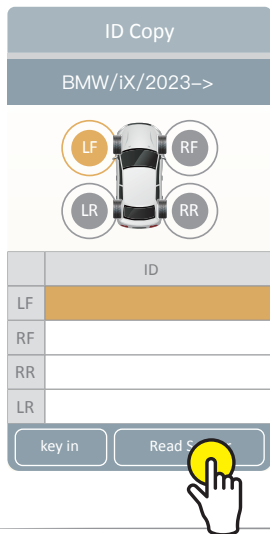 ID Copy
BMW/iX/2023–>
LF
RF
LR
RR
ID
LF
RF
RR
LR
key in
Read